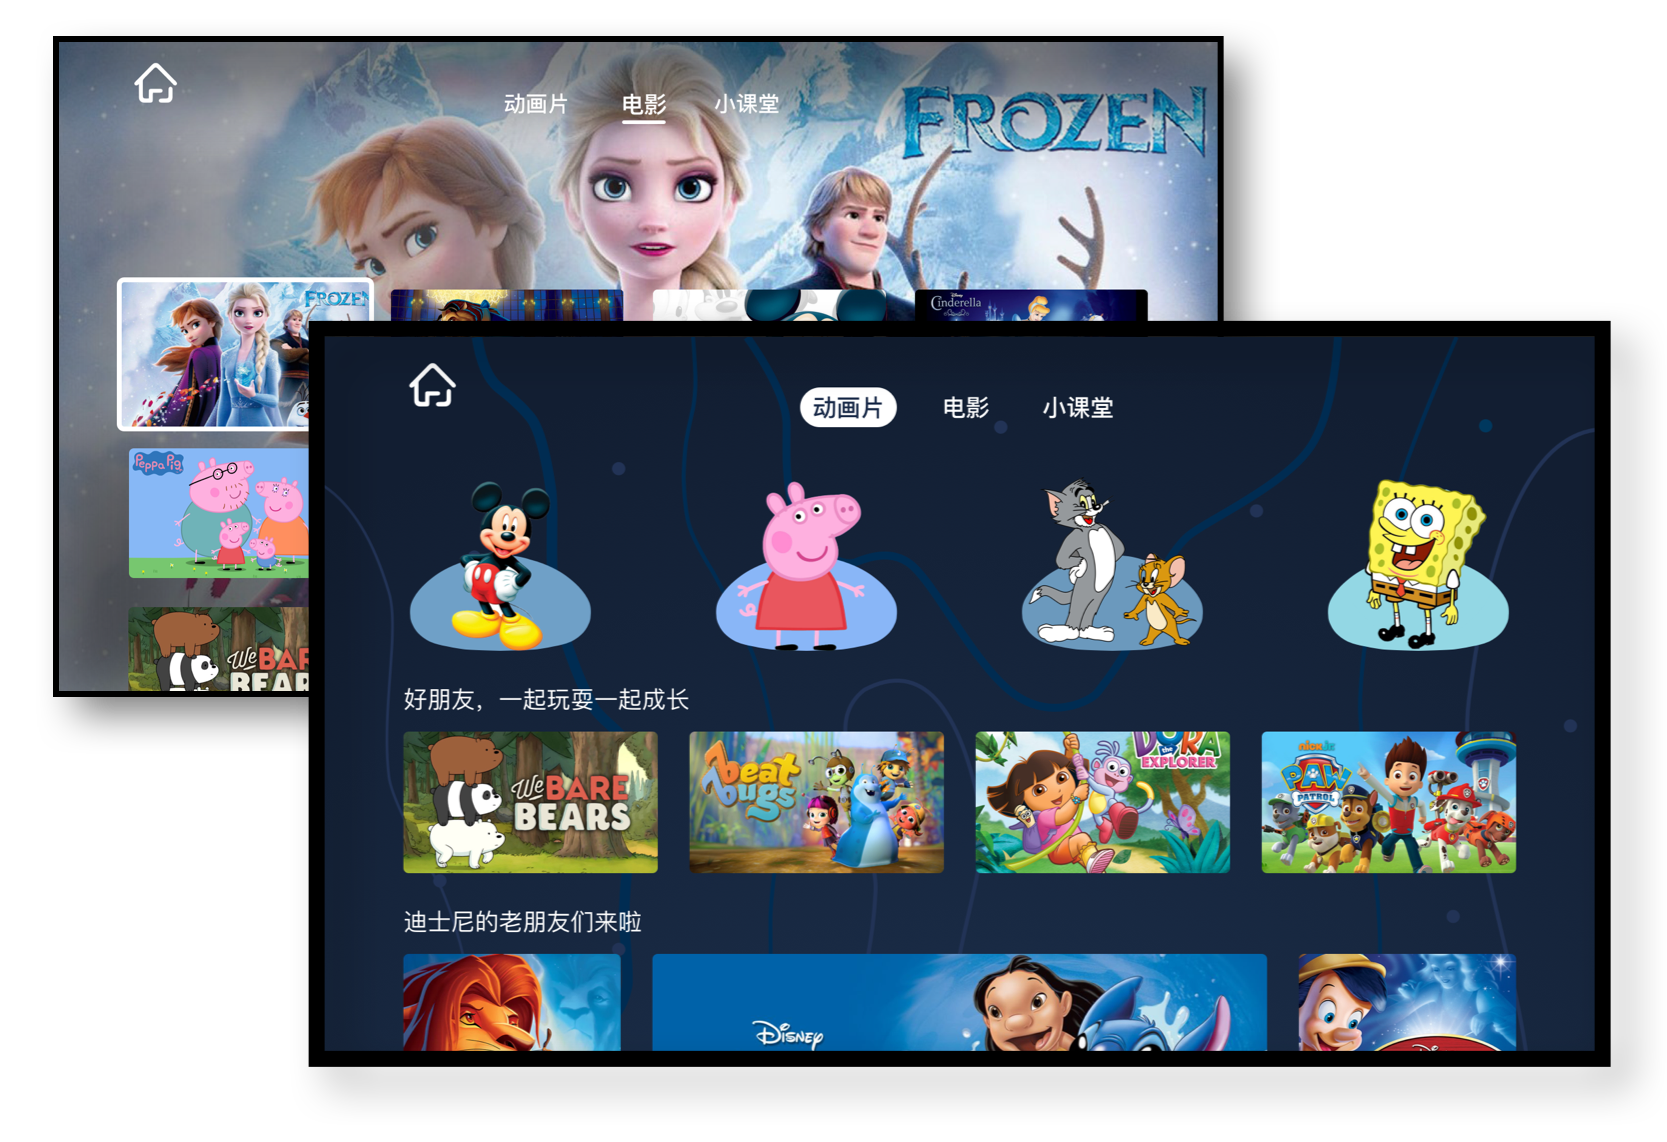 动画片 电影 小课堂
FROZEN
FROZEN
Disney
Cinderella
Peppa Pig
We BAR
BEAR
动画片 电影 小课堂
好朋友，一起玩耍一起成长
We BARE
BEARS
beat
bugs
DORA
the
EXPLORER
nick jr.
PAW
PATROL
迪士尼的老朋友们来啦
DISNEY